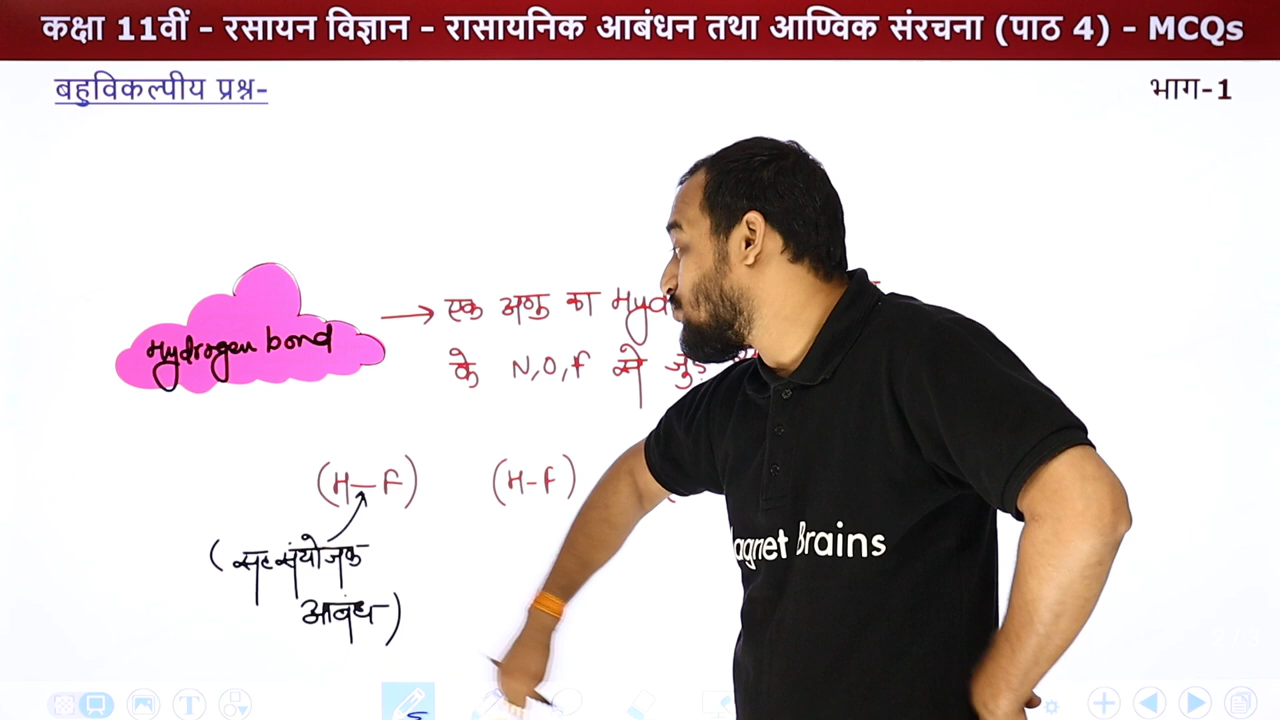 कक्षा 11वीं - रसायन विज्ञान - रासायनिक आबंधन तथा आण्विक संरचना (पाठ 4) - MCQs
बहुविकल्पीय प्रश्न-
भाग-1
Hydrogen bond
→ एक अणु का Hyd
के N,O,F से जुड़
(H-F) (H-F)
(सहसंयोजक
आबंध)
agnet Brains